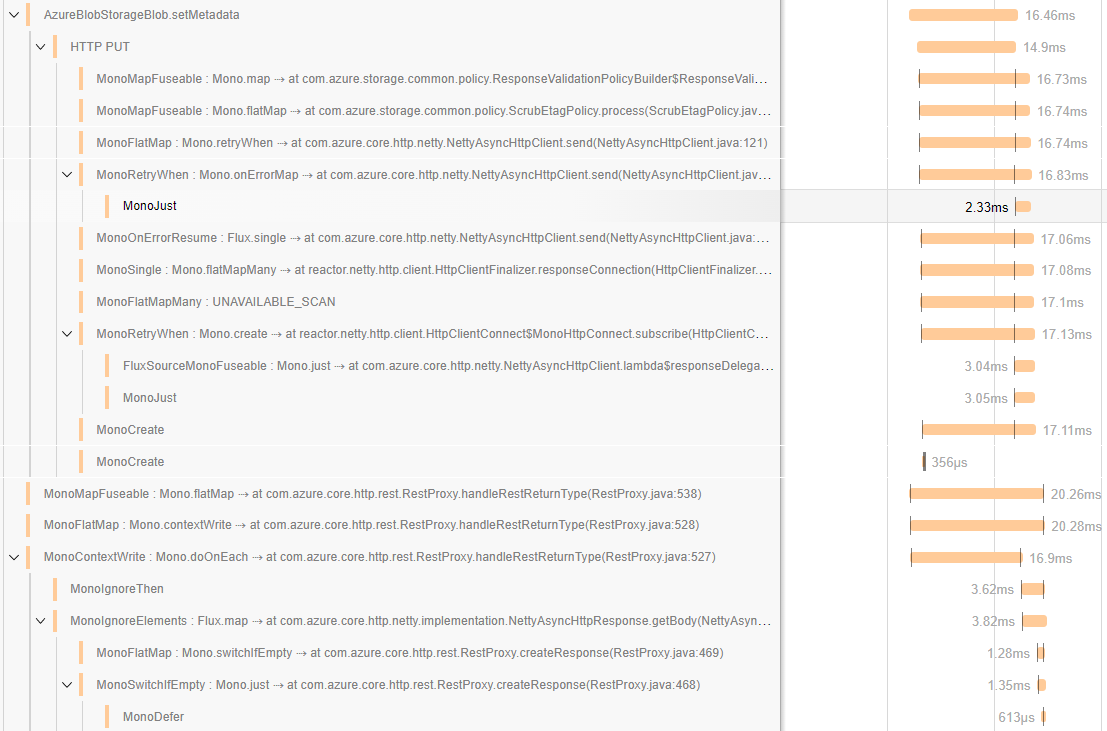 AzureBlobStorageBlob.setMetadata 16.46ms
HTTP PUT 14.9ms
MonoMapFuseable : Mono.map ⇢ at com.azure.storage.common.policy.ResponseValidationPolicyBuilder$ResponseVali… 16.73ms
MonoMapFuseable : Mono.flatMap ⇢ at com.azure.storage.common.policy.ScrubEtagPolicy.process(ScrubEtagPolicy.jav… 16.74ms
MonoFlatMap : Mono.retryWhen ⇢ at com.azure.core.http.netty.NettyAsyncHttpClient.send(NettyAsyncHttpClient.java:121) 16.74ms
MonoRetryWhen : Mono.onErrorMap ⇢ at com.azure.core.http.netty.NettyAsyncHttpClient.send(NettyAsyncHttpClient.jav… 16.83ms
MonoJust 2.33ms
MonoOnErrorResume : Flux.single ⇢ at com.azure.core.http.netty.NettyAsyncHttpClient.send(NettyAsyncHttpClient.java:… 17.06ms
MonoSingle : Mono.flatMapMany ⇢ at reactor.netty.http.client.HttpClientFinalizer.responseConnection(HttpClientFinalizer.… 17.08ms
MonoFlatMapMany : UNAVAILABLE_SCAN 17.1ms
MonoRetryWhen : Mono.create ⇢ at reactor.netty.http.client.HttpClientConnect$MonoHttpConnect.subscribe(HttpClientC… 17.13ms
FluxSourceMonoFuseable : Mono.just ⇢ at com.azure.core.http.netty.NettyAsyncHttpClient.lambda$responseDelega… 3.04ms
MonoJust 3.05ms
MonoCreate 17.11ms
MonoCreate 356µs
MonoMapFuseable : Mono.flatMap ⇢ at com.azure.core.http.rest.RestProxy.handleRestReturnType(RestProxy.java:538) 20.26ms
MonoFlatMap : Mono.contextWrite ⇢ at com.azure.core.http.rest.RestProxy.handleRestReturnType(RestProxy.java:528) 20.28ms
MonoContextWrite : Mono.doOnEach ⇢ at com.azure.core.http.rest.RestProxy.handleRestReturnType(RestProxy.java:527) 16.9ms
MonoIgnoreThen 3.62ms
MonoIgnoreElements : Flux.map ⇢ at com.azure.core.http.netty.implementation.NettyAsyncHttpResponse.getBody(NettyAsyn… 3.82ms
MonoFlatMap : Mono.switchIfEmpty ⇢ at com.azure.core.http.rest.RestProxy.createResponse(RestProxy.java:469) 1.28ms
MonoSwitchIfEmpty : Mono.just ⇢ at com.azure.core.http.rest.RestProxy.createResponse(RestProxy.java:468) 1.35ms
MonoDefer 613µs